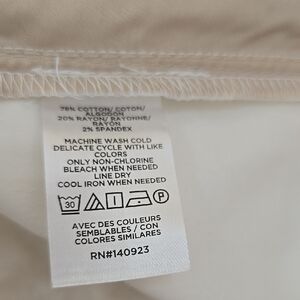 78% COTTON/ COTON/
ALGODON
20% RAYON/ RAYONNE/
RAYÓN
2% SPANDEX
MACHINE WASH COLD
DELICATE CYCLE WITH LIKE
COLORS
ONLY NON-CHLORINE
BLEACH WHEN NEEDED
LINE DRY
COOL IRON WHEN NEEDED
30 P
AVEC DES COULEURS
SEMBLABLES / CON
COLORES SIMILARES
RN#140923